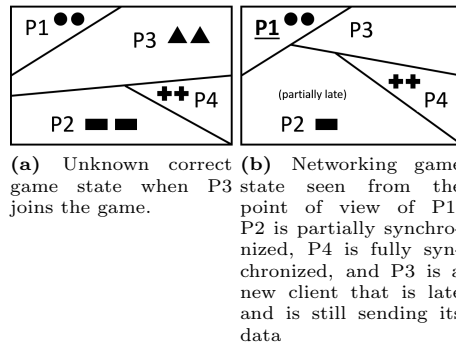 P1
P3
P4
P2
(a) Unknown correct
game state when P3
joins the game.
P1
P3
P4
(partially late)
P2
(b) Networking game
state seen from the
point of view of P1.
P2 is partially synchro-
nized, P4 is fully syn-
chronized, and P3 is a
new client that is late
and is still sending its
data